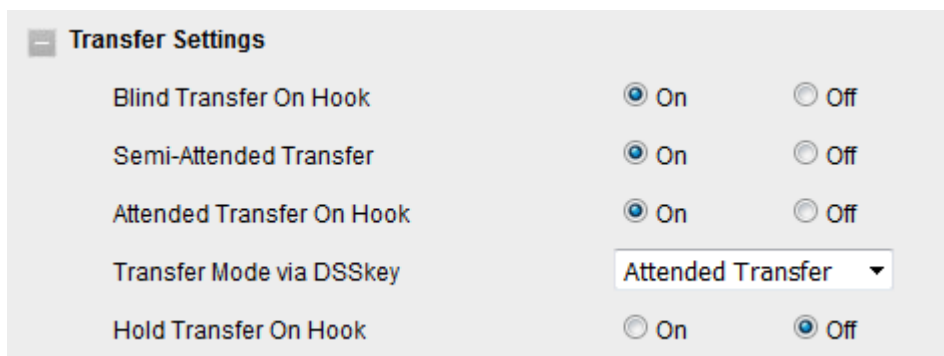 Transfer Settings
Blind Transfer On Hook On Off
Semi-Attended Transfer On Off
Attended Transfer On Hook On Off
Transfer Mode via DSSkey Attended Transfer
Hold Transfer On Hook On Off